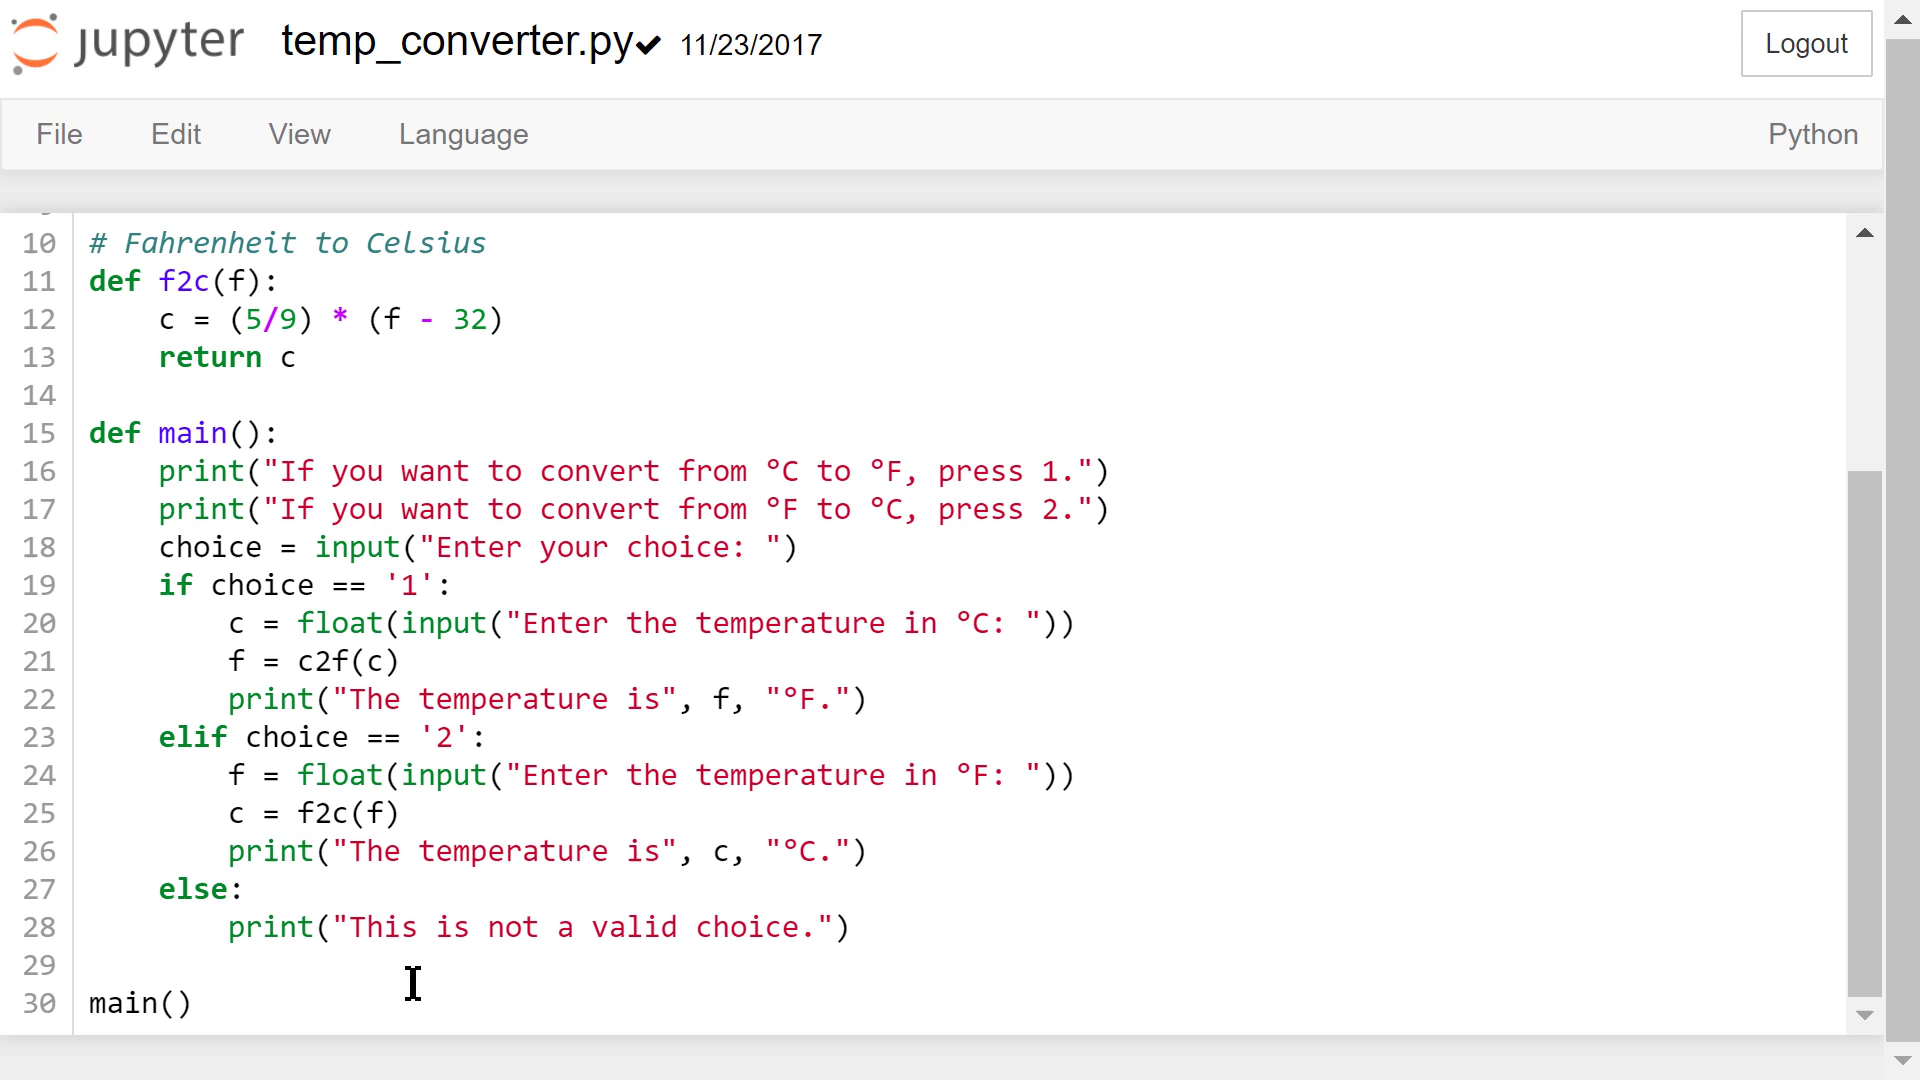 jupyter temp_converter.py✔ 11/23/2017 Logout
File Edit View Language Python
10 # Fahrenheit to Celsius
11 def f2c(f):
12     c = (5/9) * (f - 32)
13     return c
14
15 def main():
16     print("If you want to convert from °C to °F, press 1.")
17     print("If you want to convert from °F to °C, press 2.")
18     choice = input("Enter your choice: ")
19     if choice == '1':
20         c = float(input("Enter the temperature in °C: "))
21         f = c2f(c)
22         print("The temperature is", f, "°F.")
23     elif choice == '2':
24         f = float(input("Enter the temperature in °F: "))
25         c = f2c(f)
26         print("The temperature is", c, "°C.")
27     else:
28         print("This is not a valid choice.")
29
30 main()